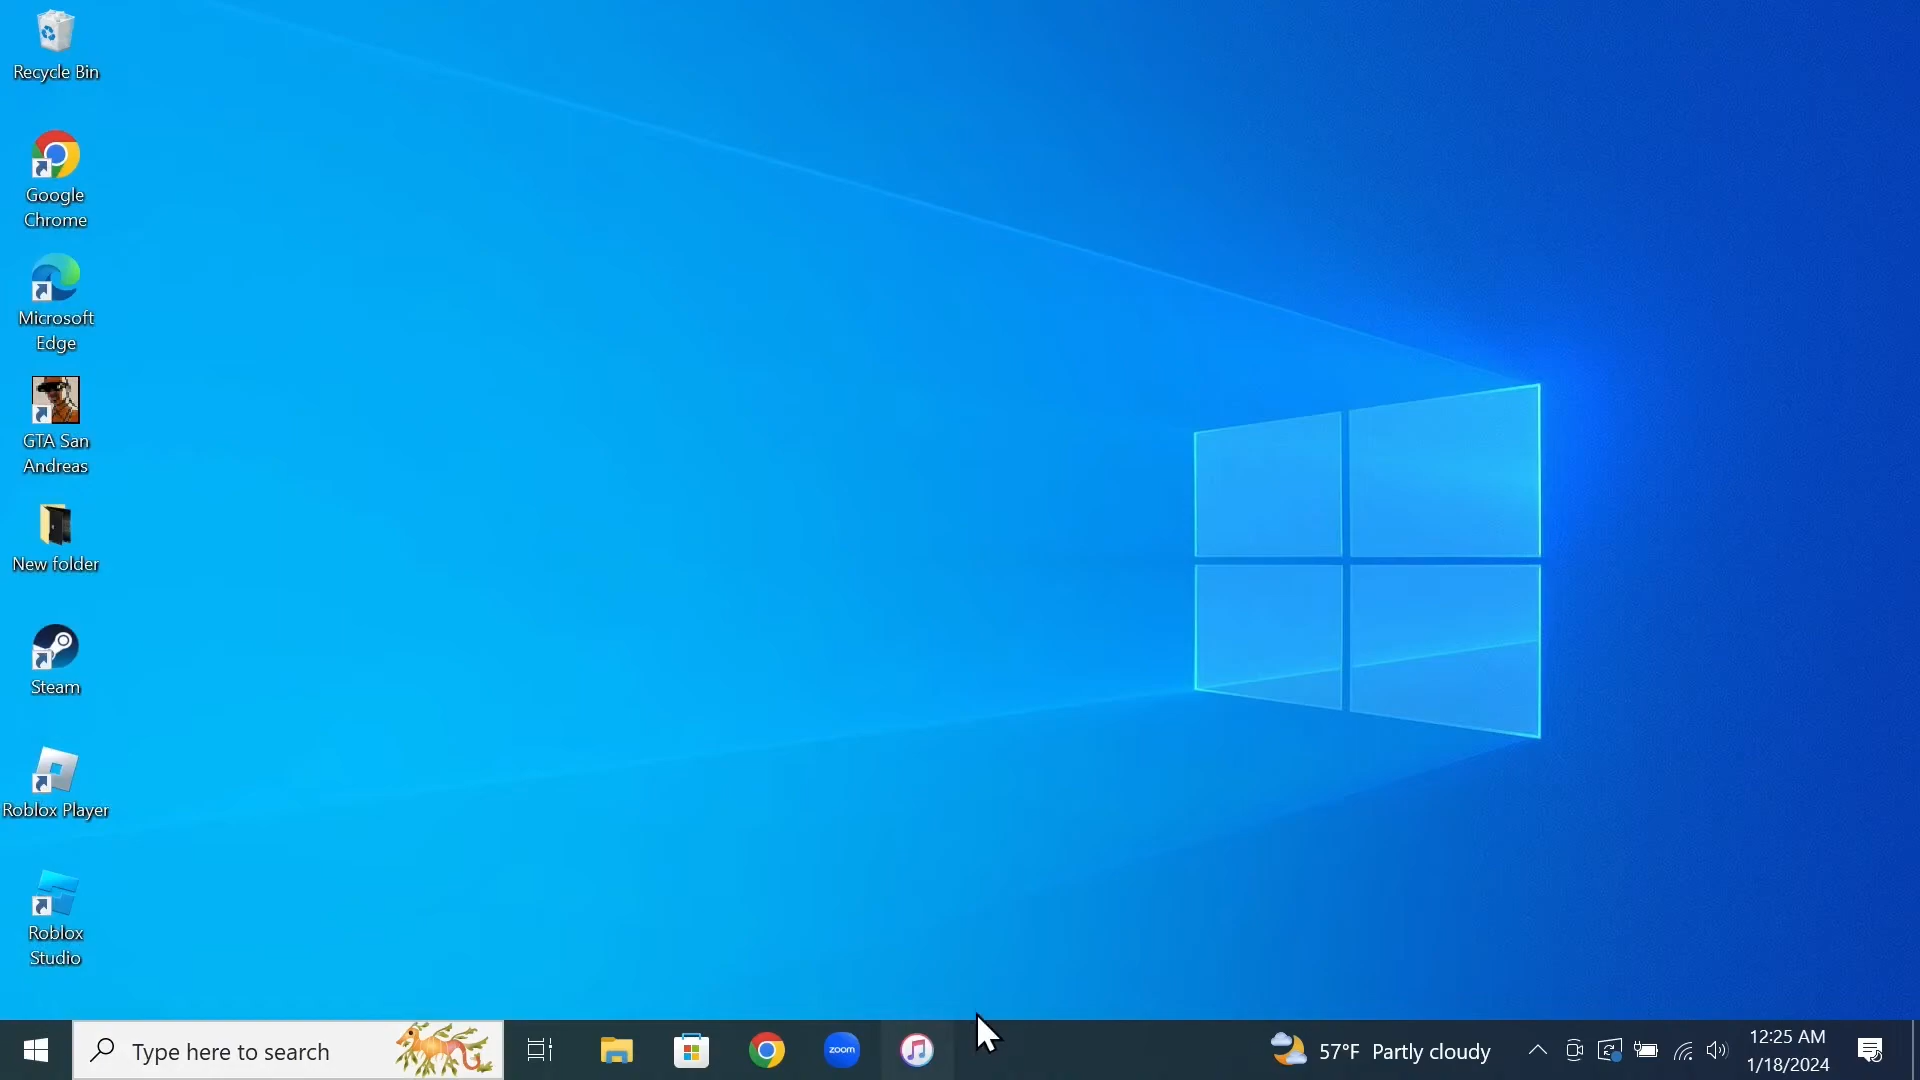 Recycle Bin
Google
Chrome
Microsoft
Edge
GTA San
Andreas
New folder
Steam
Roblox Player
Roblox
Studio
Type here to search
zoom
57°F Partly cloudy
12:25 AM
1/18/2024